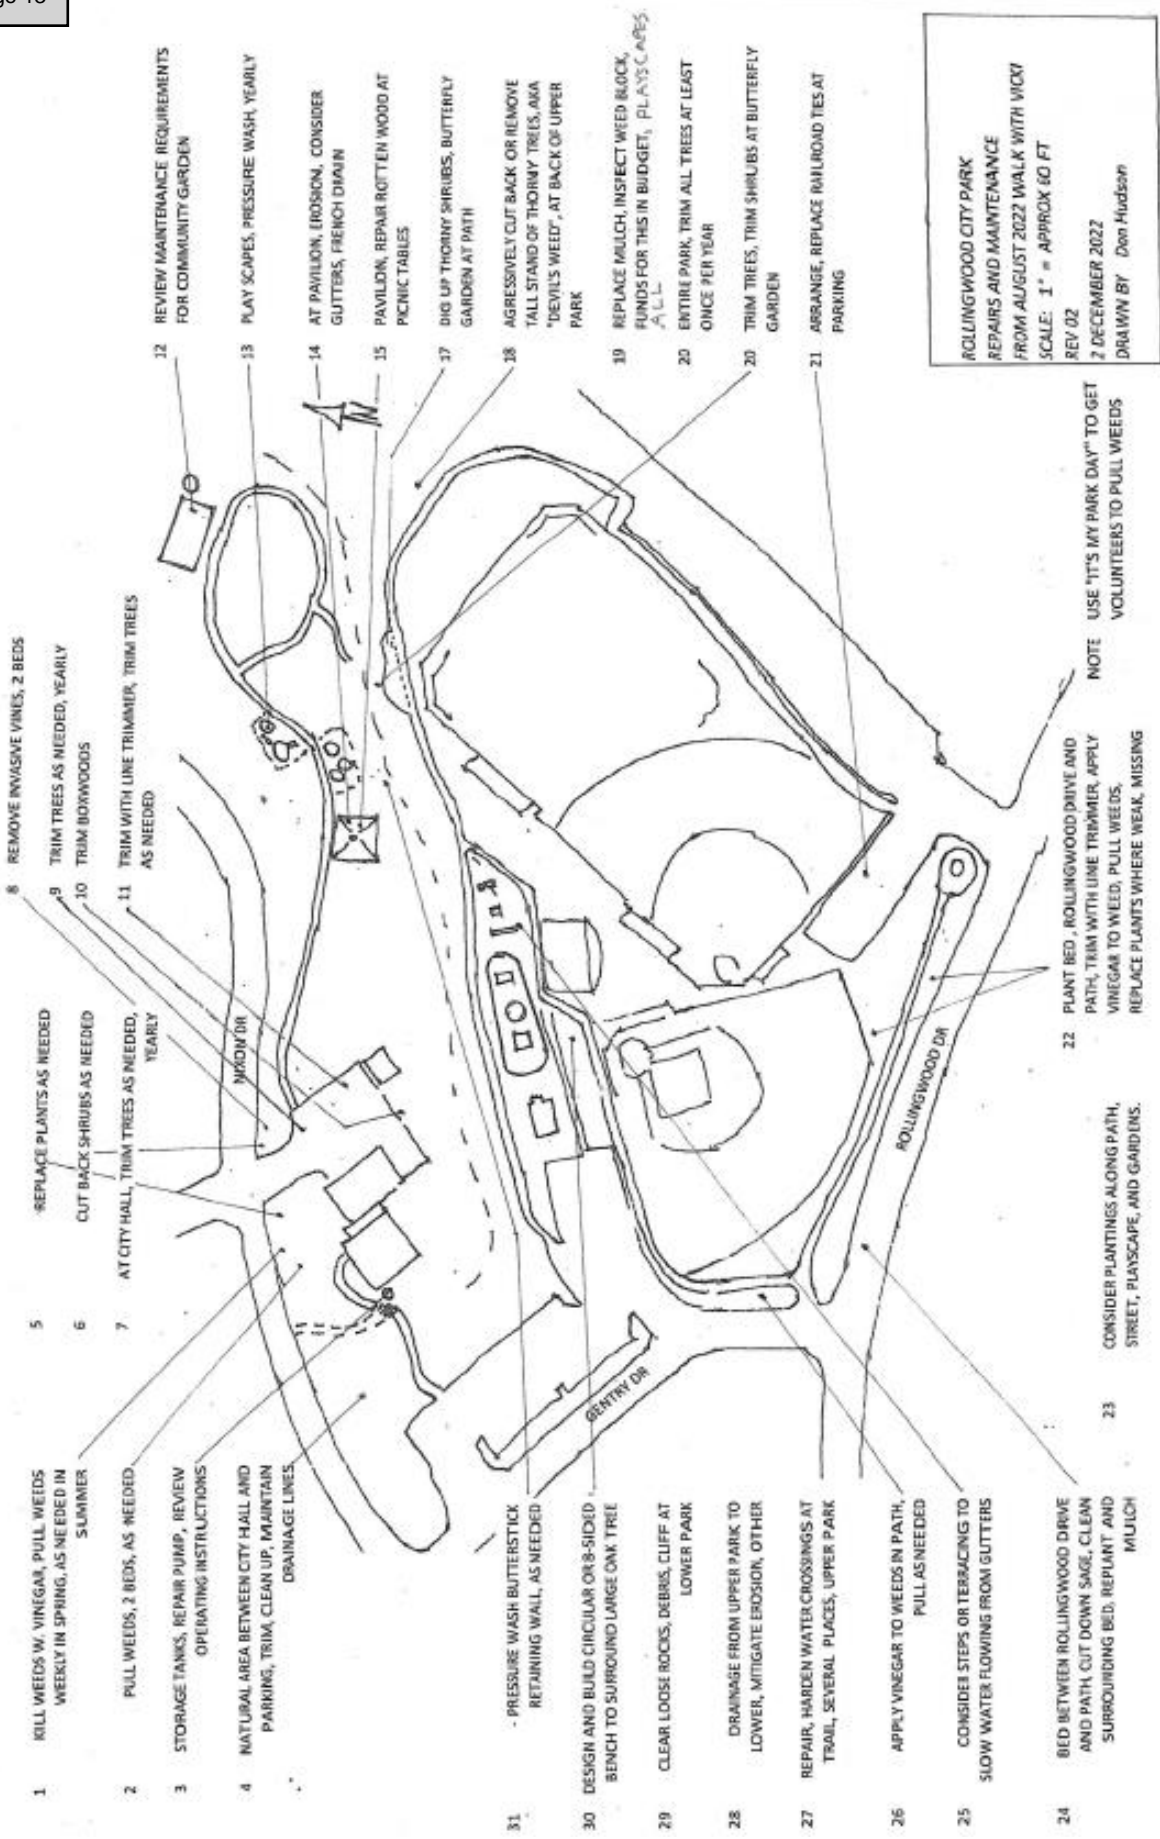 ge 18
1 KILL WEEDS W. VINEGAR, PULL WEEDS
WEEKLY IN SPRING, AS NEEDED IN
SUMMER
2 PULL WEEDS, 2 BEDS, AS NEEDED
3 STORAGE TANKS, REPAIR PUMP, REVIEW
OPERATING INSTRUCTIONS
4 NATURAL AREA BETWEEN CITY HALL AND
PARKING, TRIM, CLEAN UP, MAINTAIN
DRAINAGE LINES
5 REPLACE PLANTS AS NEEDED
6 CUT BACK SHRUBS AS NEEDED
7 AT CITY HALL, TRIM TREES AS NEEDED,
YEARLY
8 REMOVE INVASIVE VINES, 2 BEDS
9 TRIM TREES AS NEEDED, YEARLY
10 TRIM BOXWOODS
11 TRIM WITH LINE TRIMMER, TRIM TREES
AS NEEDED
12 REVIEW MAINTENANCE REQUIREMENTS
FOR COMMUNITY GARDEN
13 PLAY SCAPES, PRESSURE WASH, YEARLY
14 AT PAVILION, EROSION, CONSIDER
GUTTERS, FRENCH DRAIN
15 PAVILION, REPAIR ROTTEN WOOD AT
PICNIC TABLES
17 DIG UP THORNY SHRUBS, BUTTERFLY
GARDEN AT PATH
18 AGRESSIVELY CUT BACK OR REMOVE
TALL STAND OF THORNY TREES, AKA
"DEVIL'S WEED", AT BACK OF UPPER
PARK
19 REPLACE MULCH, INSPECT WEED BLOCK,
FUNDS FOR THIS IN BUDGET, PLAYSCAPES.
ALL
20 ENTIRE PARK, TRIM ALL TREES AT LEAST
ONCE PER YEAR
20 TRIM TREES, TRIM SHRUBS AT BUTTERFLY
GARDEN
21 ARRANGE, REPLACE RAILROAD TIES AT
PARKING
N
NIXON DR
GENTRY DR
ROLLINGWOOD DR
31 - PRESSURE WASH BUTTERSTICK
RETAINING WALL, AS NEEDED
30 DESIGN AND BUILD CIRCULAR OR 8-SIDED
BENCH TO SURROUND LARGE OAK TREE
29 CLEAR LOOSE ROCKS, DEBRIS, CLIFF AT
LOWER PARK
28 DRAINAGE FROM UPPER PARK TO
LOWER, MITIGATE EROSION, OTHER
27 REPAIR, HARDEN WATER CROSSINGS AT
TRAIL, SEVERAL PLACES, UPPER PARK
26 APPLY VINEGAR TO WEEDS IN PATH,
PULL AS NEEDED
25 CONSIDER STEPS OR TERRACING TO
SLOW WATER FLOWING FROM GUTTERS
24 BED BETWEEN ROLLINGWOOD DRIVE
AND PATH, CUT DOWN SAGE, CLEAN
SURROUNDING BED, REPLANT AND
MULCH
23 CONSIDER PLANTINGS ALONG PATH,
STREET, PLAYSCAPE, AND GARDENS.
22 PLANT BED, ROLLINGWOOD DRIVE AND
PATH, TRIM WITH LINE TRIMMER, APPLY
VINEGAR TO WEED, PULL WEEDS,
REPLACE PLANTS WHERE WEAK, MISSING
NOTE USE "IT'S MY PARK DAY" TO GET
VOLUNTEERS TO PULL WEEDS
ROLLINGWOOD CITY PARK
REPAIRS AND MAINTENANCE
FROM AUGUST 2022 WALK WITH VICKI
SCALE: 1" = APPROX 60 FT
REV 02
2 DECEMBER 2022
DRAWN BY Don Hudson